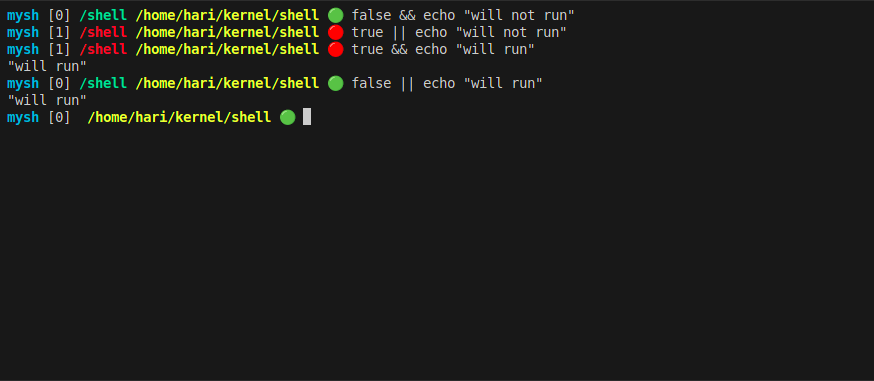 mysh [0] /shell /home/hari/kernel/shell 🟢 false && echo "will not run"
mysh [1] /shell /home/hari/kernel/shell 🔴 true || echo "will not run"
mysh [1] /shell /home/hari/kernel/shell 🔴 true && echo "will run"
"will run"
mysh [0] /shell /home/hari/kernel/shell 🟢 false || echo "will run"
"will run"
mysh [0]  /home/hari/kernel/shell 🟢